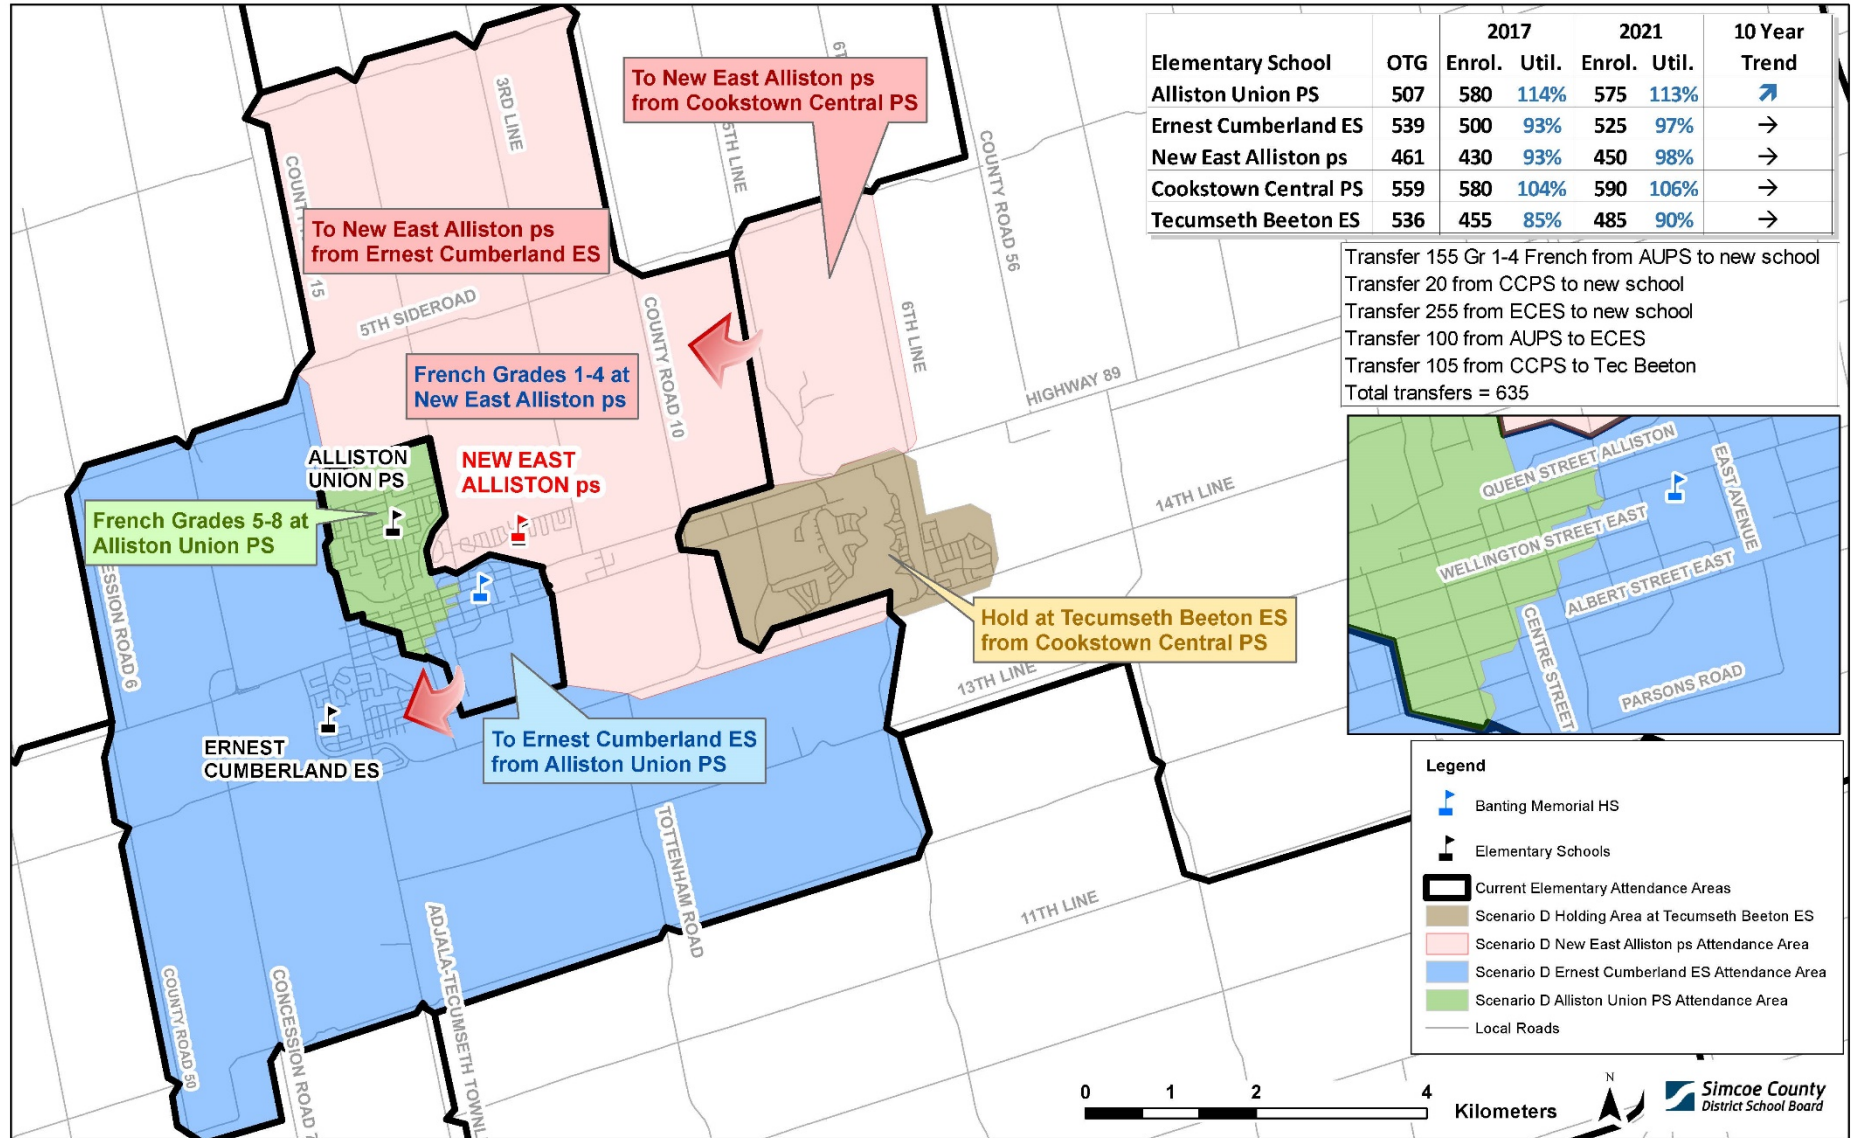 2017 2021 10 Year
Elementary School OTG Enrol. Util. Enrol. Util. Trend
Alliston Union PS 507 580 114% 575 113% ↗
Ernest Cumberland ES 539 500 93% 525 97% →
New East Alliston ps 461 430 93% 450 98% →
Cookstown Central PS 559 580 104% 590 106% →
Tecumseth Beeton ES 536 455 85% 485 90% →
Transfer 155 Gr 1-4 French from AUPS to new school
Transfer 20 from CCPS to new school
Transfer 255 from ECES to new school
Transfer 100 from AUPS to ECES
Transfer 105 from CCPS to Tec Beeton
Total transfers = 635
To New East Alliston ps
from Cookstown Central PS
3RD LINE
5TH LINE
COUNTY ROAD 56
To New East Alliston ps
from Ernest Cumberland ES
15
5TH SIDEROAD
COUNTY ROAD 10
6TH LINE
HIGHWAY 89
French Grades 1-4 at
New East Alliston ps
ALLISTON
UNION PS
NEW EAST
ALLISTON ps
14TH LINE
French Grades 5-8 at
Alliston Union PS
ESSION ROAD 6
Hold at Tecumseth Beeton ES
from Cookstown Central PS
13TH LINE
ERNEST
CUMBERLAND ES
To Ernest Cumberland ES
from Alliston Union PS
TOTTENHAM ROAD
11TH LINE
COUNTY ROAD 50
CONCESSION ROAD 7
ADJALA-TECUMSETH TOWNL
QUEEN STREET ALLISTON
EAST AVENUE
WELLINGTON STREET EAST
ALBERT STREET EAST
CENTRE STREET
PARSONS ROAD
Legend
Banting Memorial HS
Elementary Schools
Current Elementary Attendance Areas
Scenario D Holding Area at Tecumseth Beeton ES
Scenario D New East Alliston ps Attendance Area
Scenario D Ernest Cumberland ES Attendance Area
Scenario D Alliston Union PS Attendance Area
Local Roads
0 1 2 4
Kilometers
N
Simcoe County
District School Board